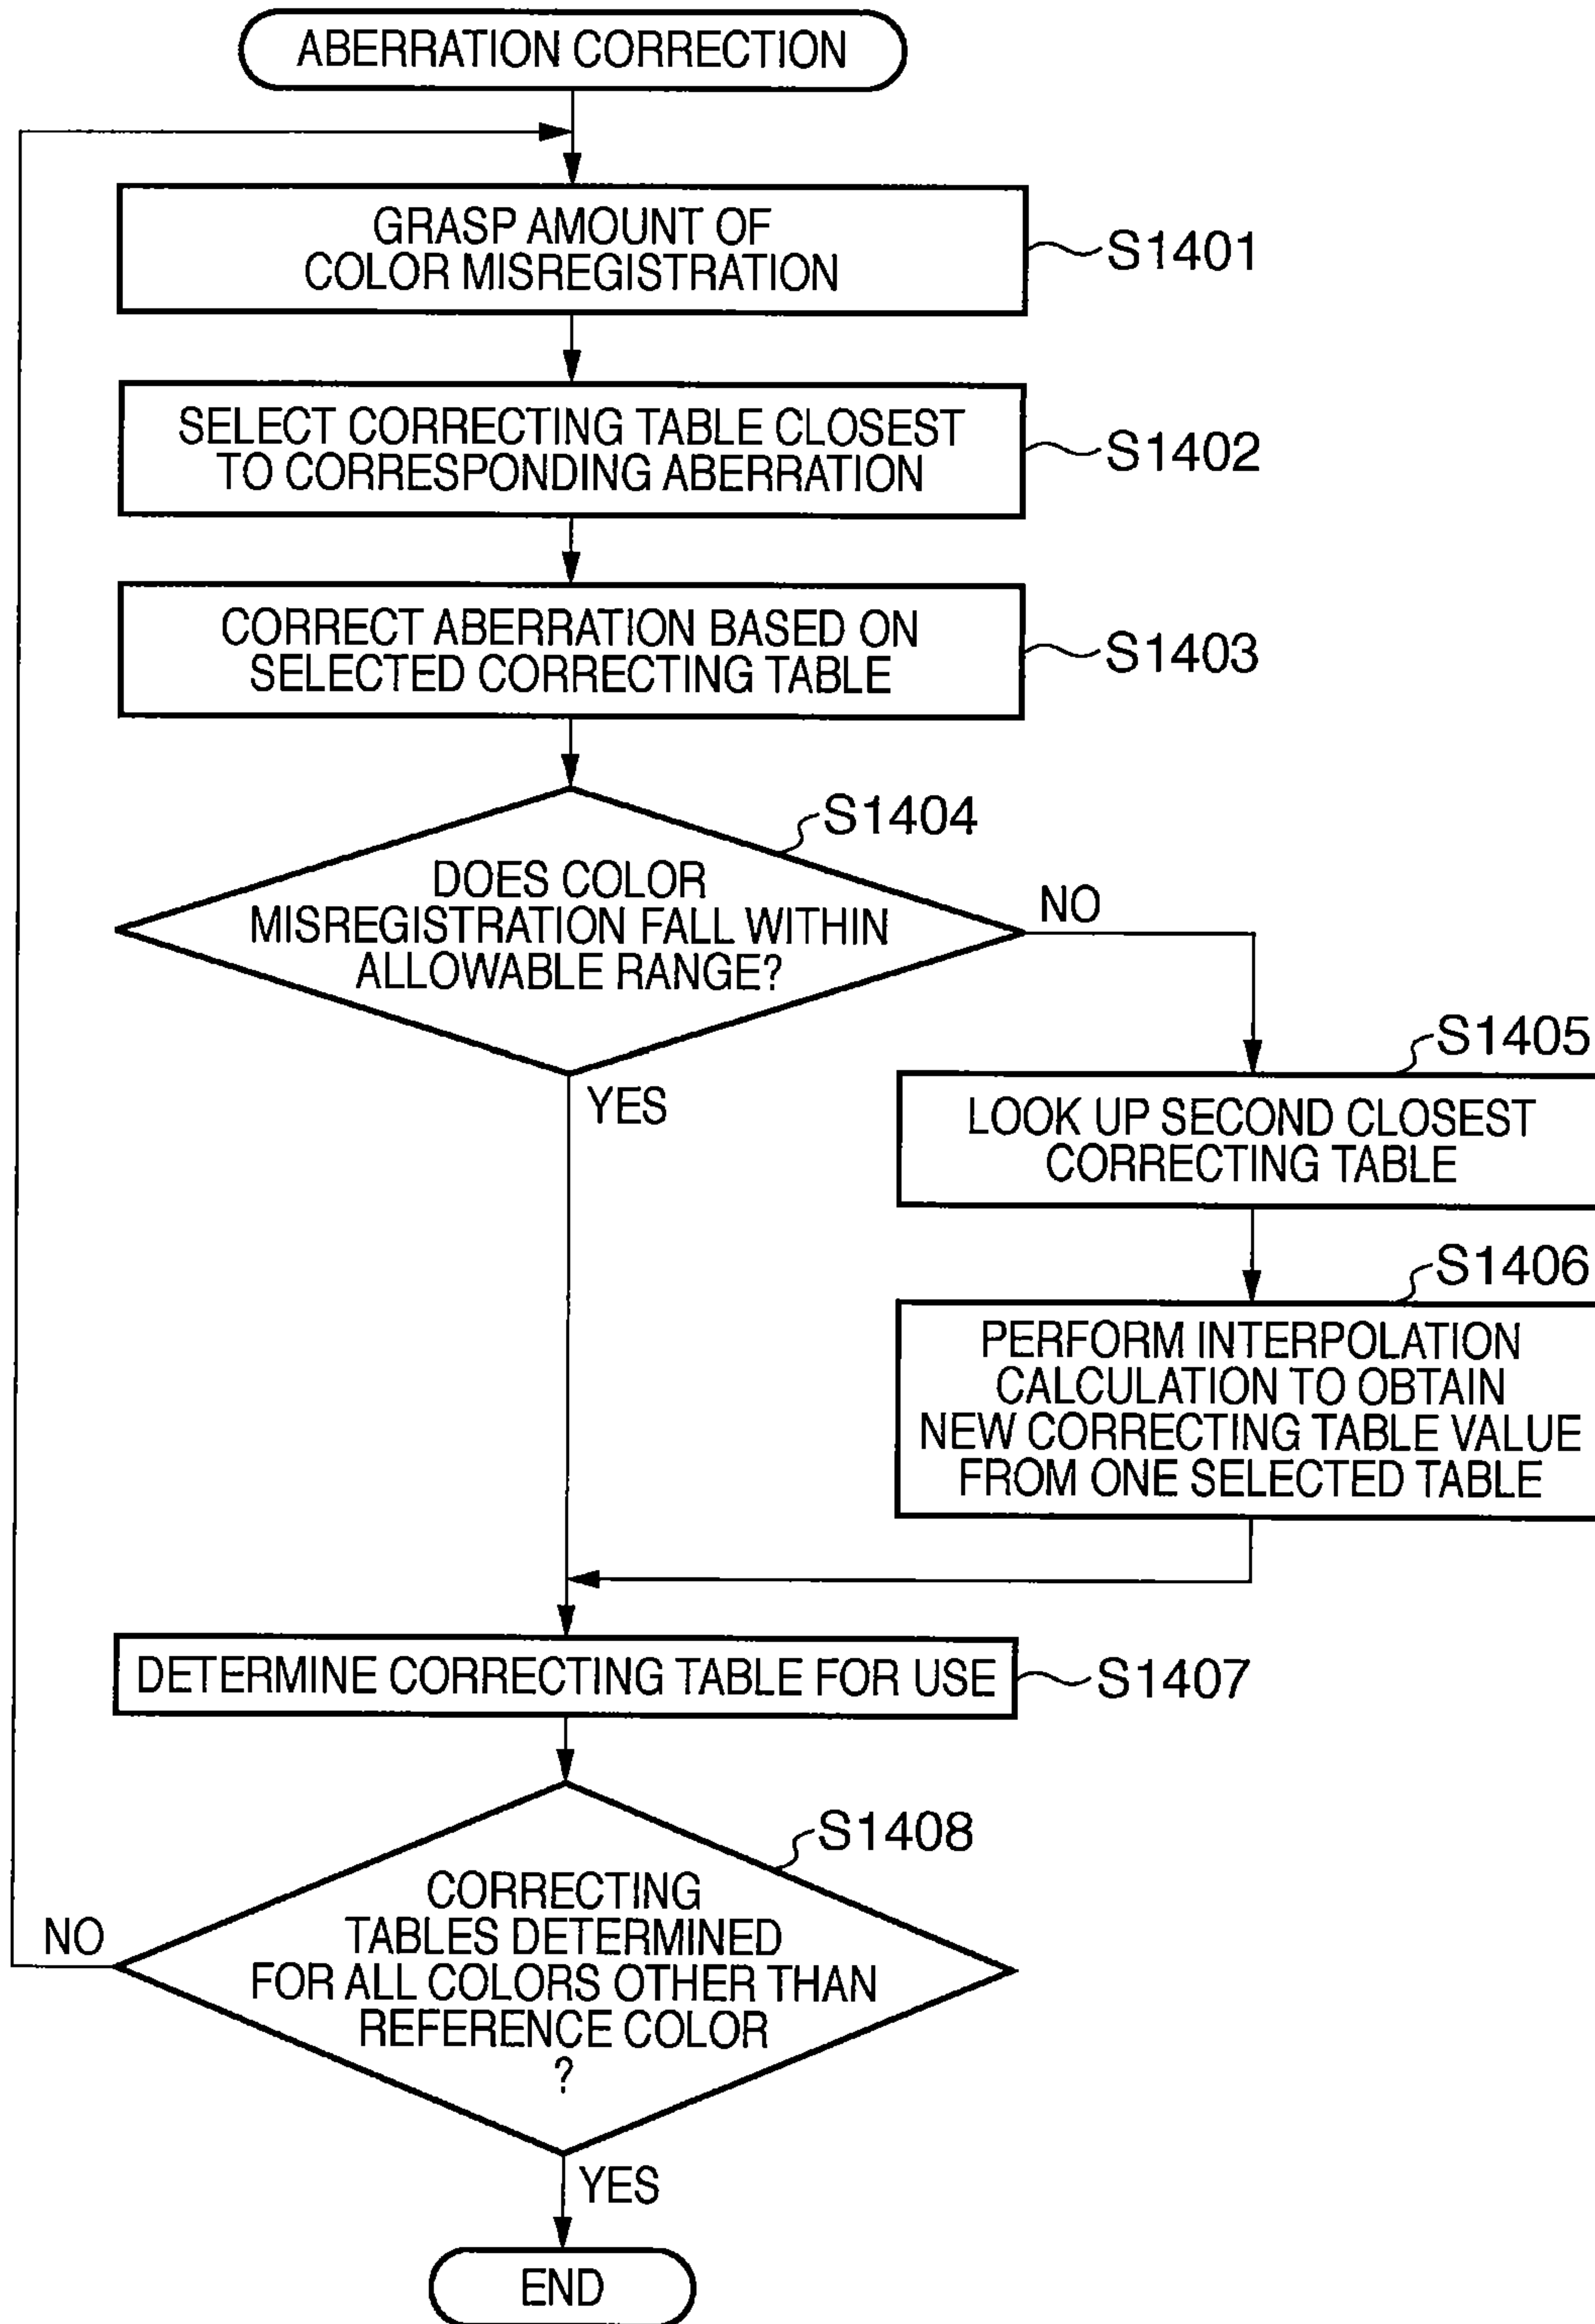 ABERRATION CORRECTION
GRASP AMOUNT OF
COLOR MISREGISTRATION
S1401
SELECT CORRECTING TABLE CLOSEST
TO CORRESPONDING ABERRATION
S1402
CORRECT ABERRATION BASED ON
SELECTED CORRECTING TABLE
S1403
S1404
DOES COLOR
MISREGISTRATION FALL WITHIN
ALLOWABLE RANGE?
NO
YES
S1405
LOOK UP SECOND CLOSEST
CORRECTING TABLE
S1406
PERFORM INTERPOLATION
CALCULATION TO OBTAIN
NEW CORRECTING TABLE VALUE
FROM ONE SELECTED TABLE
DETERMINE CORRECTING TABLE FOR USE
S1407
S1408
CORRECTING
TABLES DETERMINED
FOR ALL COLORS OTHER THAN
REFERENCE COLOR
?
NO
YES
END